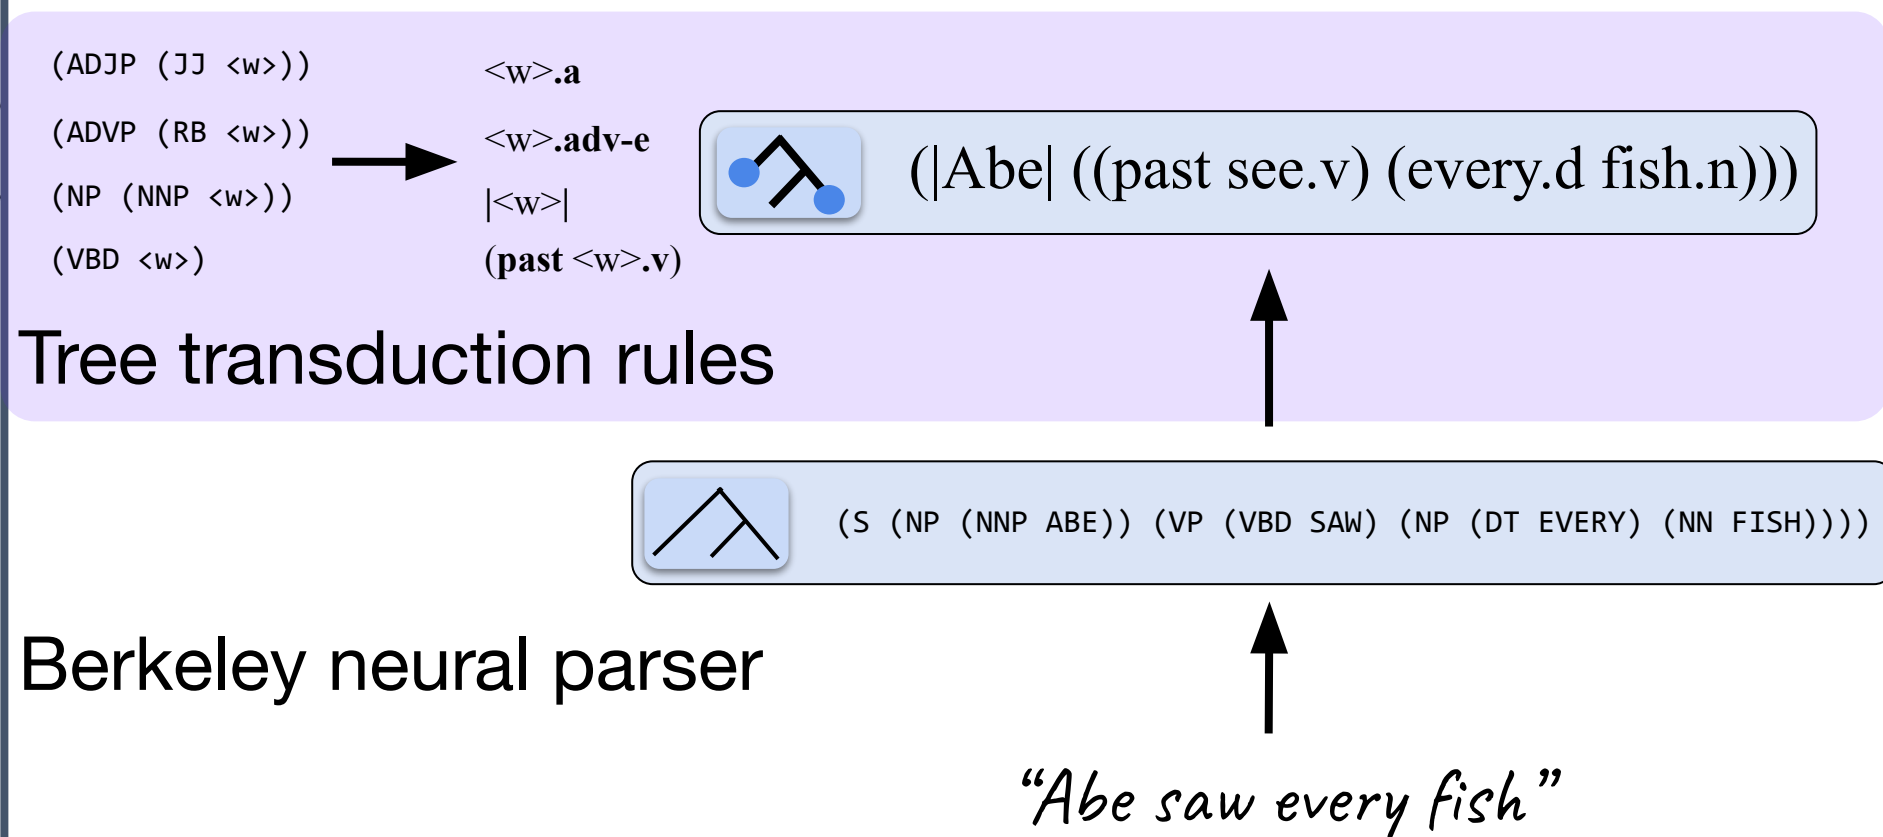 (ADJP (JJ <w>))
(ADVP (RB <w>))
(NP (NNP <w>))
(VBD <w>)
<w>.a
<w>.adv-e
|<w>|
(past <w>.v)
(|Abe| ((past see.v) (every.d fish.n)))
Tree transduction rules
(S (NP (NNP ABE)) (VP (VBD SAW) (NP (DT EVERY) (NN FISH))))
Berkeley neural parser
“Abe saw every fish”